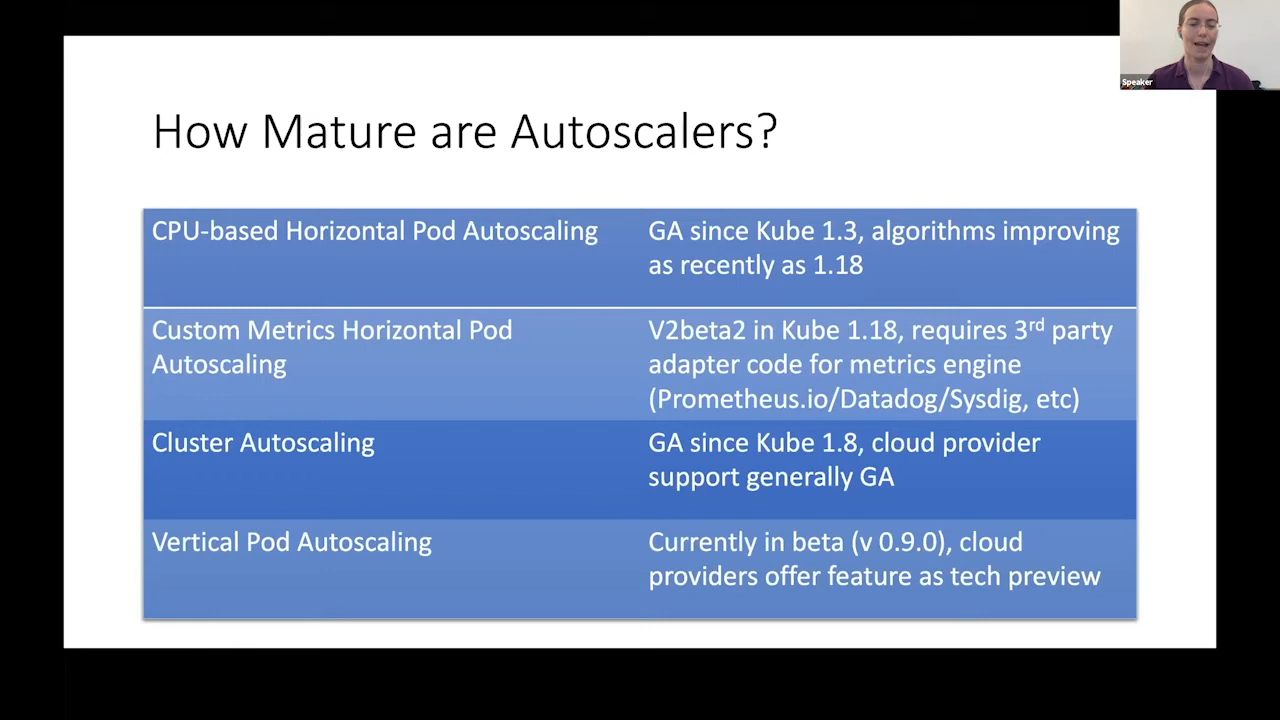 How Mature are Autoscalers?
CPU-based Horizontal Pod Autoscaling
GA since Kube 1.3, algorithms improving
as recently as 1.18
Custom Metrics Horizontal Pod
Autoscaling
V2beta2 in Kube 1.18, requires 3rd party
adapter code for metrics engine
(Prometheus.io/Datadog/Sysdig, etc)
Cluster Autoscaling
GA since Kube 1.8, cloud provider
support generally GA
Vertical Pod Autoscaling
Currently in beta (v 0.9.0), cloud
providers offer feature as tech preview
Speaker